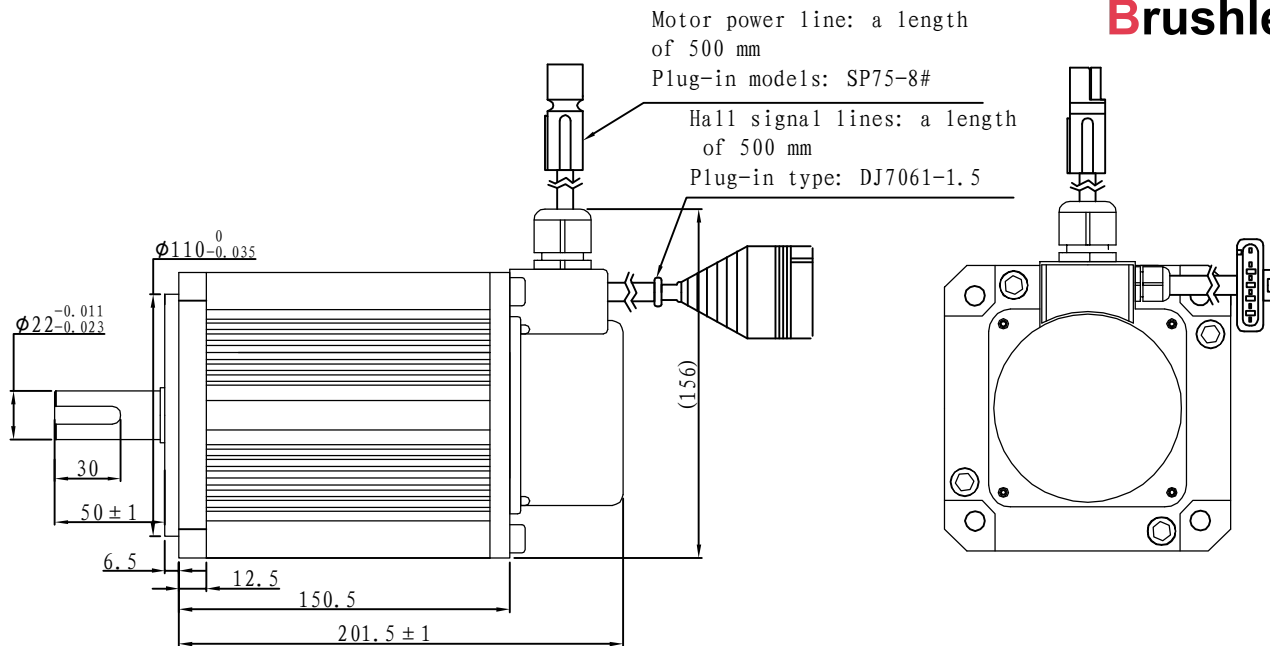 Brushle
Motor power line: a length
of 500 mm
Plug-in models: SP75-8#
Hall signal lines: a length
of 500 mm
Plug-in type: DJ7061-1.5
ϕ110 0 -0.035
ϕ22 -0.011 -0.023
(156)
30
50±1
6.5
12.5
150.5
201.5±1